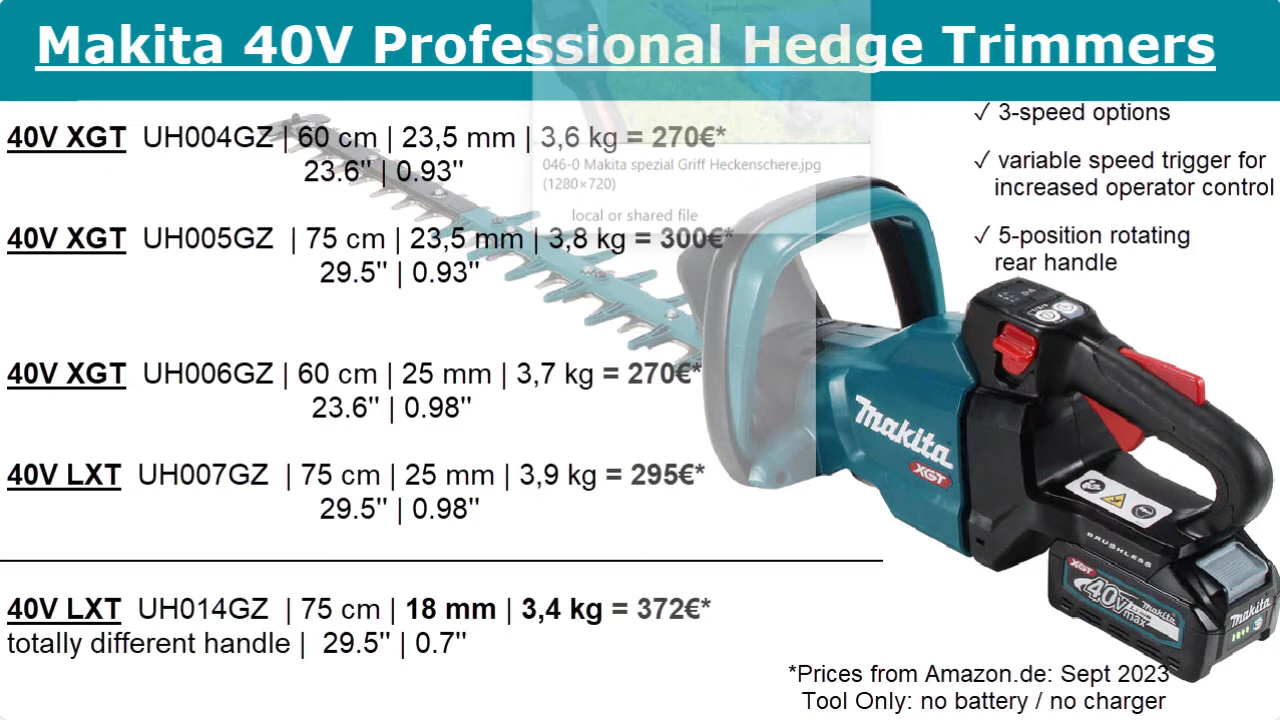 Makita 40V Professional Hedge Trimmers
40V XGT UH004GZ | 60 cm | 23,5 mm | 3,6 kg = 270€*
23.6" | 0.93"
046-0 Makita spezial Griff Heckenschere.jpg
(1280×720)
local or shared file
40V XGT UH005GZ | 75 cm | 23,5 mm | 3,8 kg = 300€*
29.5" | 0.93"
40V XGT UH006GZ | 60 cm | 25 mm | 3,7 kg = 270€*
23.6" | 0.98"
40V LXT UH007GZ | 75 cm | 25 mm | 3,9 kg = 295€*
29.5" | 0.98"
40V LXT UH014GZ | 75 cm | 18 mm | 3,4 kg = 372€*
totally different handle | 29.5" | 0.7"
✓ 3-speed options
✓ variable speed trigger for
increased operator control
✓ 5-position rotating
rear handle
Makita
XGT
BRUSHLESS
XGT
40Vmax
Makita
Makita
*Prices from Amazon.de: Sept 2023
Tool Only: no battery / no charger